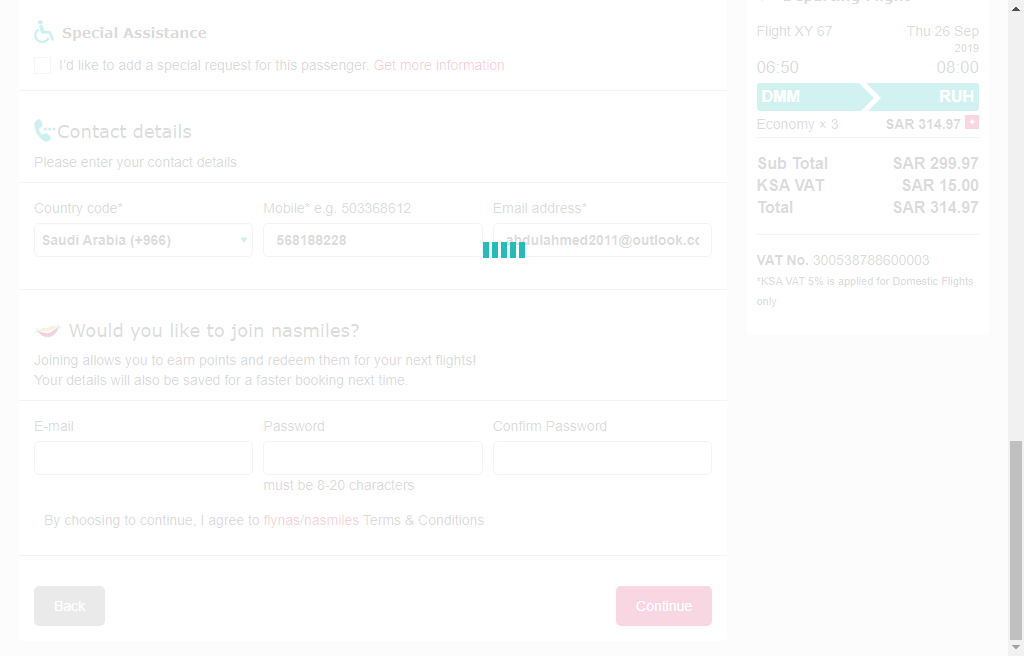 Special Assistance
I'd like to add a special request for this passenger. Get more information
Contact details
Please enter your contact details
Country code* Mobile* e.g. 503368612 Email address*
Saudi Arabia (+966) 568188228 abdulahmed2011@outlook.cc
Would you like to join nasmiles?
Joining allows you to earn points and redeem them for your next flights!
Your details will also be saved for a faster booking next time.
E-mail Password Confirm Password
must be 8-20 characters
By choosing to continue, I agree to flynas/nasmiles Terms & Conditions
Back Continue
Departing Flight
Flight XY 67 Thu 26 Sep
2019
06:50 08:00
DMM RUH
Economy × 3 SAR 314.97 +
Sub Total SAR 299.97
KSA VAT SAR 15.00
Total SAR 314.97
VAT No. 300538788600003
*KSA VAT 5% is applied for Domestic Flights
only